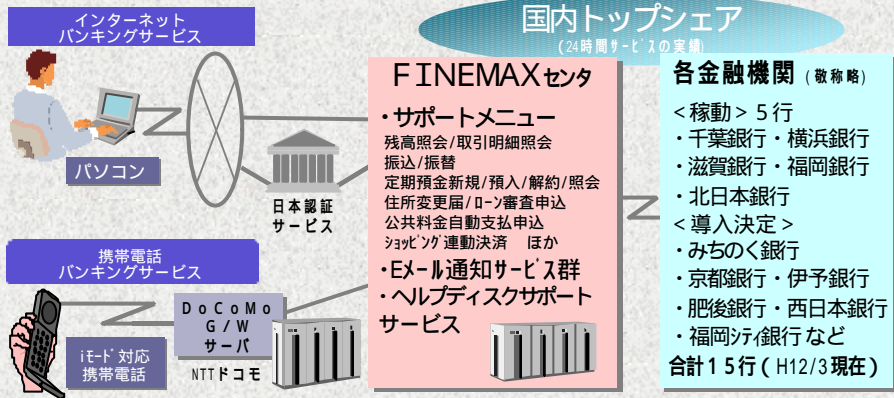 インターネット
バンキングサービス
パソコン
日本認証
サービス
携帯電話
バンキングサービス
iモード対応
携帯電話
DoCoMo
G/W
サーバ
NTTドコモ
国内トップシェア
(24時間サービスの実績)
FINEMAXセンタ
・サポートメニュー
残高照会/取引明細照会
振込/振替
定期預金新規/預入/解約/照会
住所変更届/ローン審査申込
公共料金自動支払申込
ショッピング連動決済　ほか
・Eメール通知サービス群
・ヘルプディスクサポート
サービス
各金融機関(敬称略)
<稼動>5行
・千葉銀行・横浜銀行
・滋賀銀行・福岡銀行
・北日本銀行
<導入決定>
・みちのく銀行
・京都銀行・伊予銀行
・肥後銀行・西日本銀行
・福岡シティ銀行など
合計15行(H12/3現在)